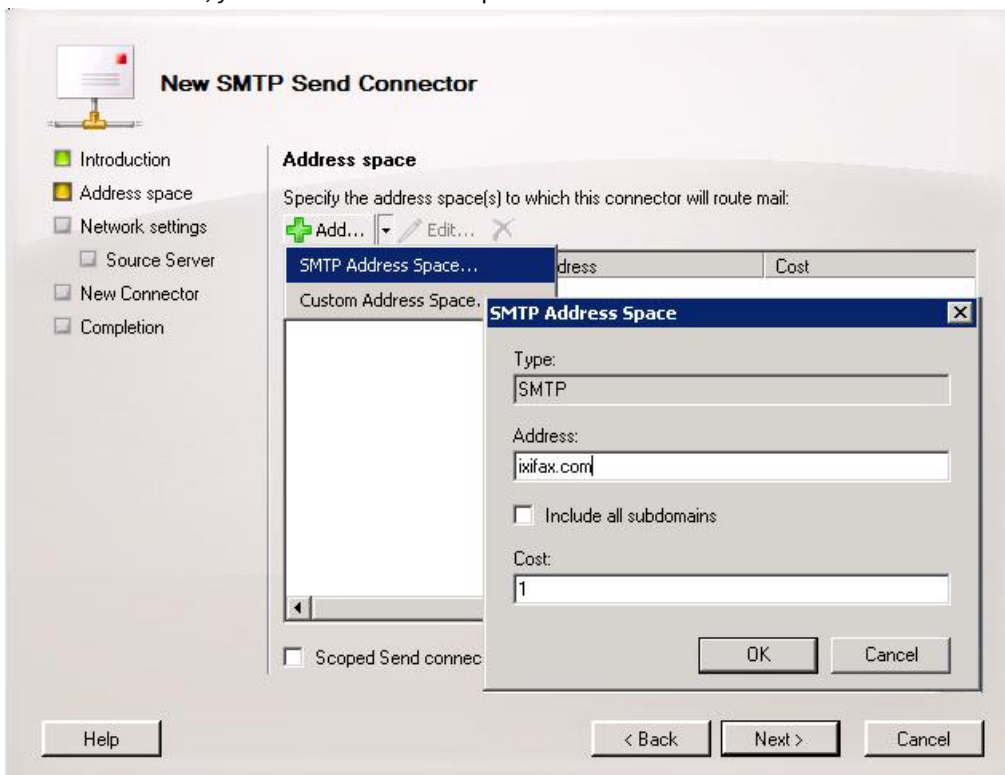 New SMTP Send Connector
Introduction
Address space
Network settings
Source Server
New Connector
Completion
Address space
Specify the address space(s) to which this connector will route mail:
Add... Edit...
SMTP Address Space...
Custom Address Space.
dress Cost
SMTP Address Space
Type:
SMTP
Address:
ixifax.com
Include all subdomains
Cost:
1
OK Cancel
Scoped Send connec
Help < Back Next > Cancel